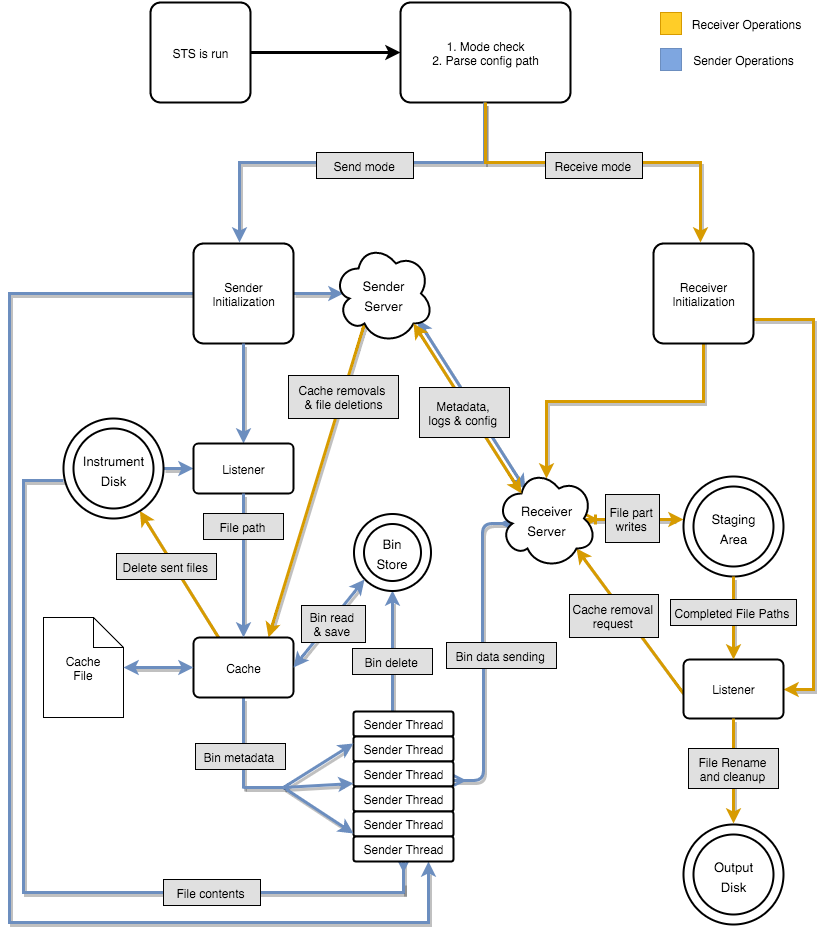 STS is run
1. Mode check
2. Parse config path
Receiver Operations
Sender Operations
Send mode
Receive mode
Sender
Initialization
Sender
Server
Receiver
Initialization
Cache removals
& file deletions
Metadata,
logs & config
Instrument
Disk
Listener
File path
Bin
Store
Receiver
Server
File part
writes
Staging
Area
Delete sent files
Bin read
& save
Cache removal
request
Completed File Paths
Cache
File
Cache
Bin delete
Bin data sending
Listener
Bin metadata
Sender Thread
Sender Thread
Sender Thread
Sender Thread
Sender Thread
Sender Thread
File Rename
and cleanup
File contents
Output
Disk